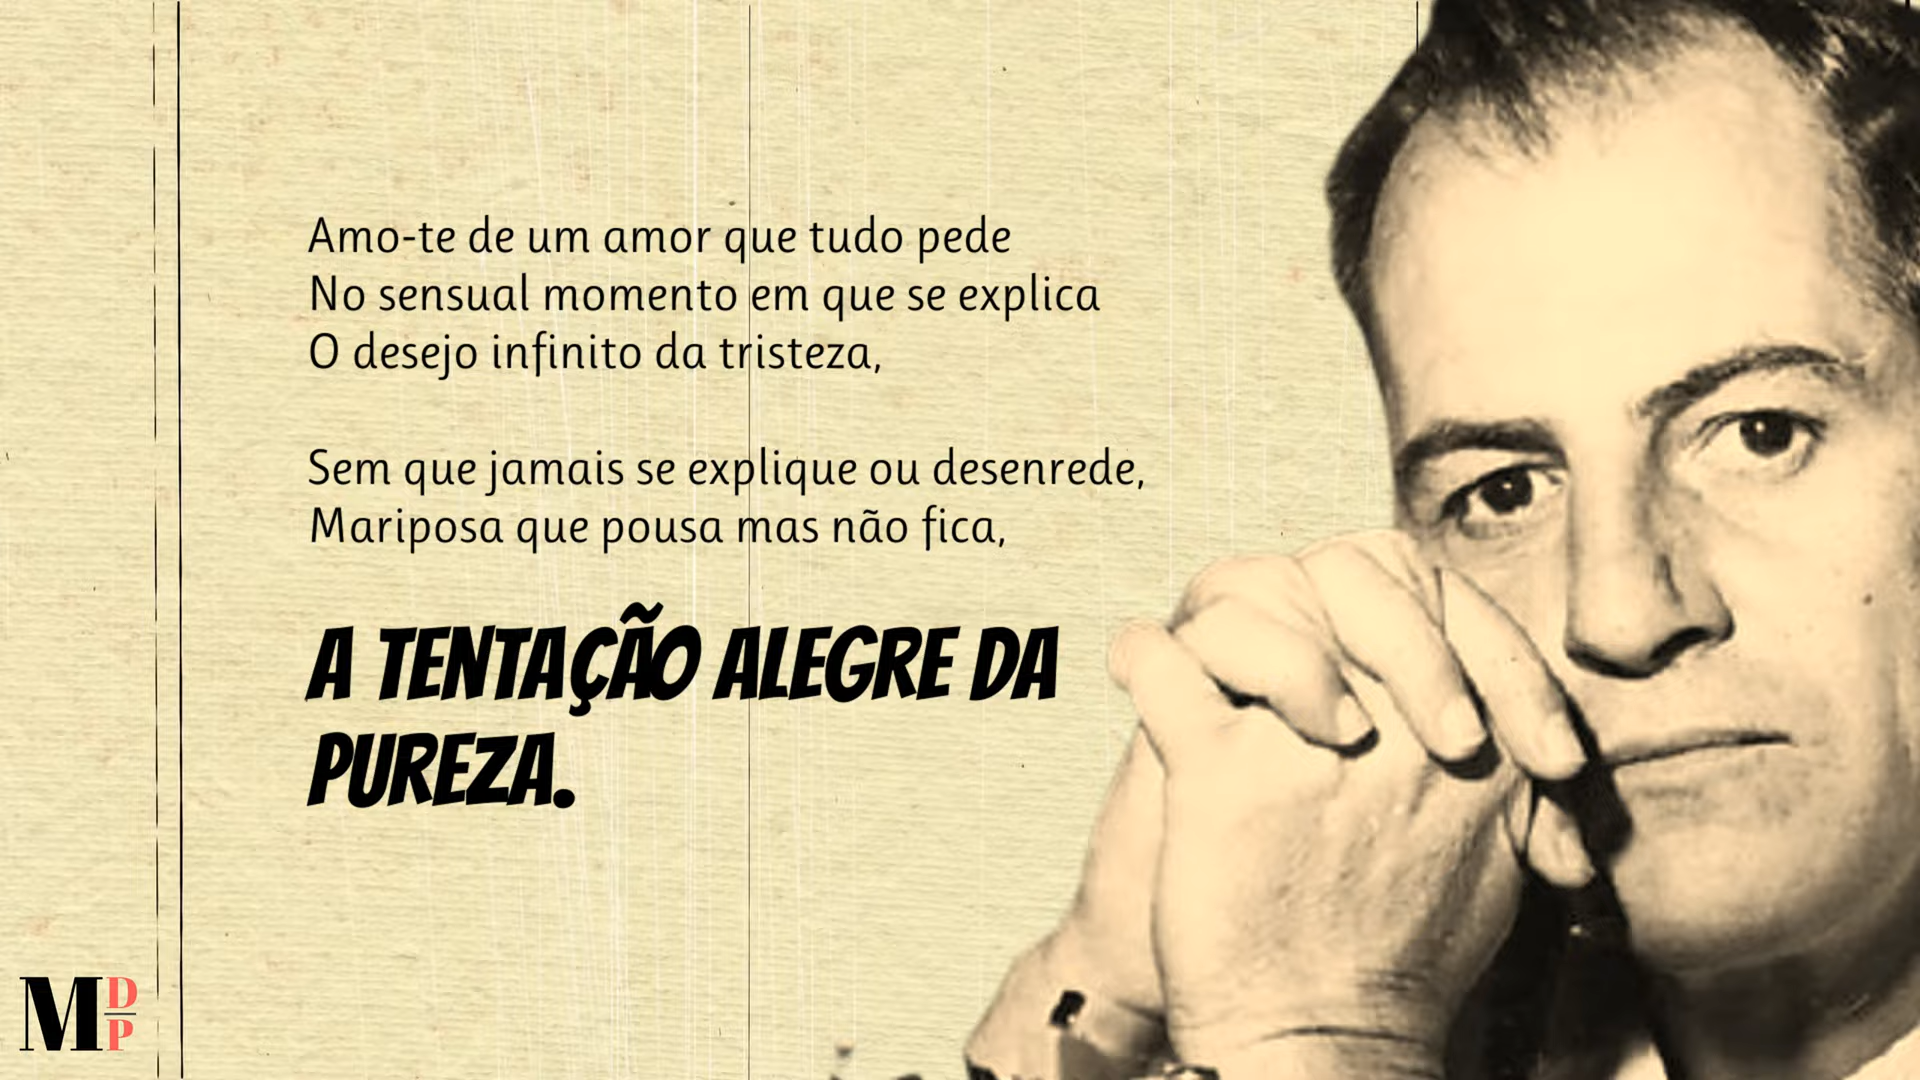 Amo-te de um amor que tudo pede
No sensual momento em que se explica
O desejo infinito da tristeza,
Sem que jamais se explique ou desenrede,
Mariposa que pousa mas não fica,
A TENTAÇÃO ALEGRE DA
PUREZA.
M D P